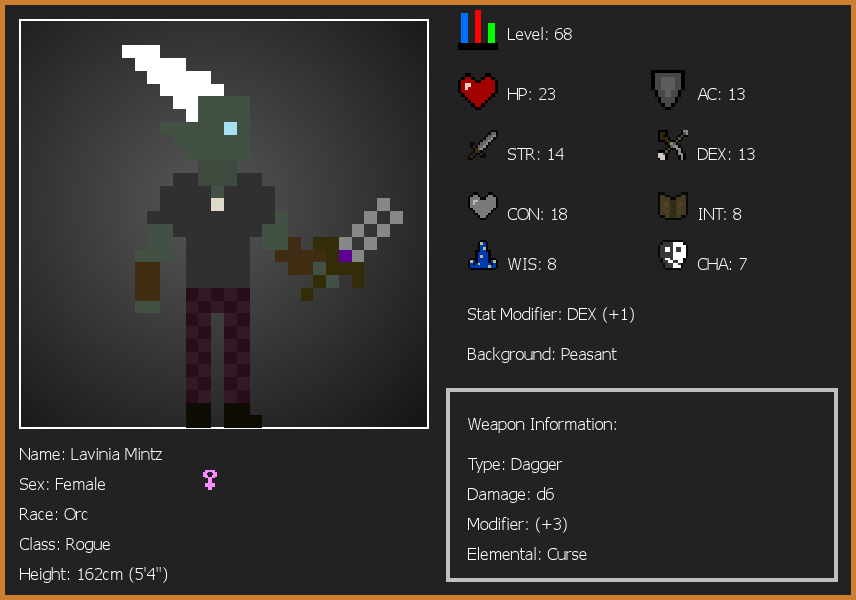 Level: 68
HP: 23
AC: 13
STR: 14
DEX: 13
CON: 18
INT: 8
WIS: 8
CHA: 7
Stat Modifier: DEX (+1)
Background: Peasant
Weapon Information:
Type: Dagger
Damage: d6
Modifier: (+3)
Elemental: Curse
Name: Lavinia Mintz
Sex: Female
Race: Orc
Class: Rogue
Height: 162cm (5'4")